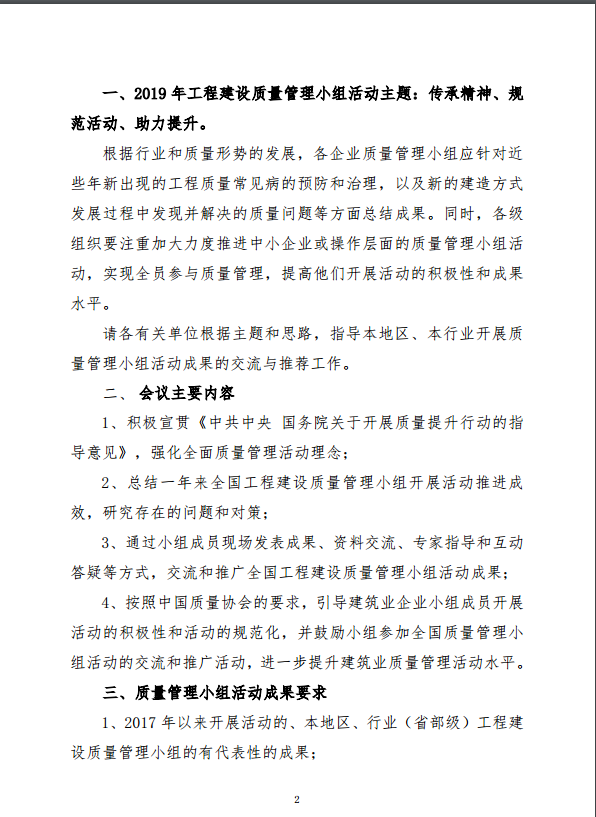 一、2019 年工程建设质量管理小组活动主题：传承精神、规
范活动、助力提升。
根据行业和质量形势的发展，各企业质量管理小组应针对近
些年新出现的工程质量常见病的预防和治理，以及新的建造方式
发展过程中发现并解决的质量问题等方面总结成果。同时，各级
组织要注重加大力度推进中小企业或操作层面的质量管理小组活
动，实现全员参与质量管理，提高他们开展活动的积极性和成果
水平。
请各有关单位根据主题和思路，指导本地区、本行业开展质
量管理小组活动成果的交流与推荐工作。
二、 会议主要内容
1、积极宣贯《中共中央 国务院关于开展质量提升行动的指
导意见》，强化全面质量管理活动理念；
2、总结一年来全国工程建设质量管理小组开展活动推进成
效，研究存在的问题和对策；
3、通过小组成员现场发表成果、资料交流、专家指导和互动
答疑等方式，交流和推广全国工程建设质量管理小组活动成果；
4、按照中国质量协会的要求，引导建筑业企业小组成员开展
活动的积极性和活动的规范化，并鼓励小组参加全国质量管理小
组活动的交流和推广活动，进一步提升建筑业质量管理活动水平。
三、质量管理小组活动成果要求
1、2017 年以来开展活动的、本地区、行业（省部级）工程建
设质量管理小组的有代表性的成果；
2